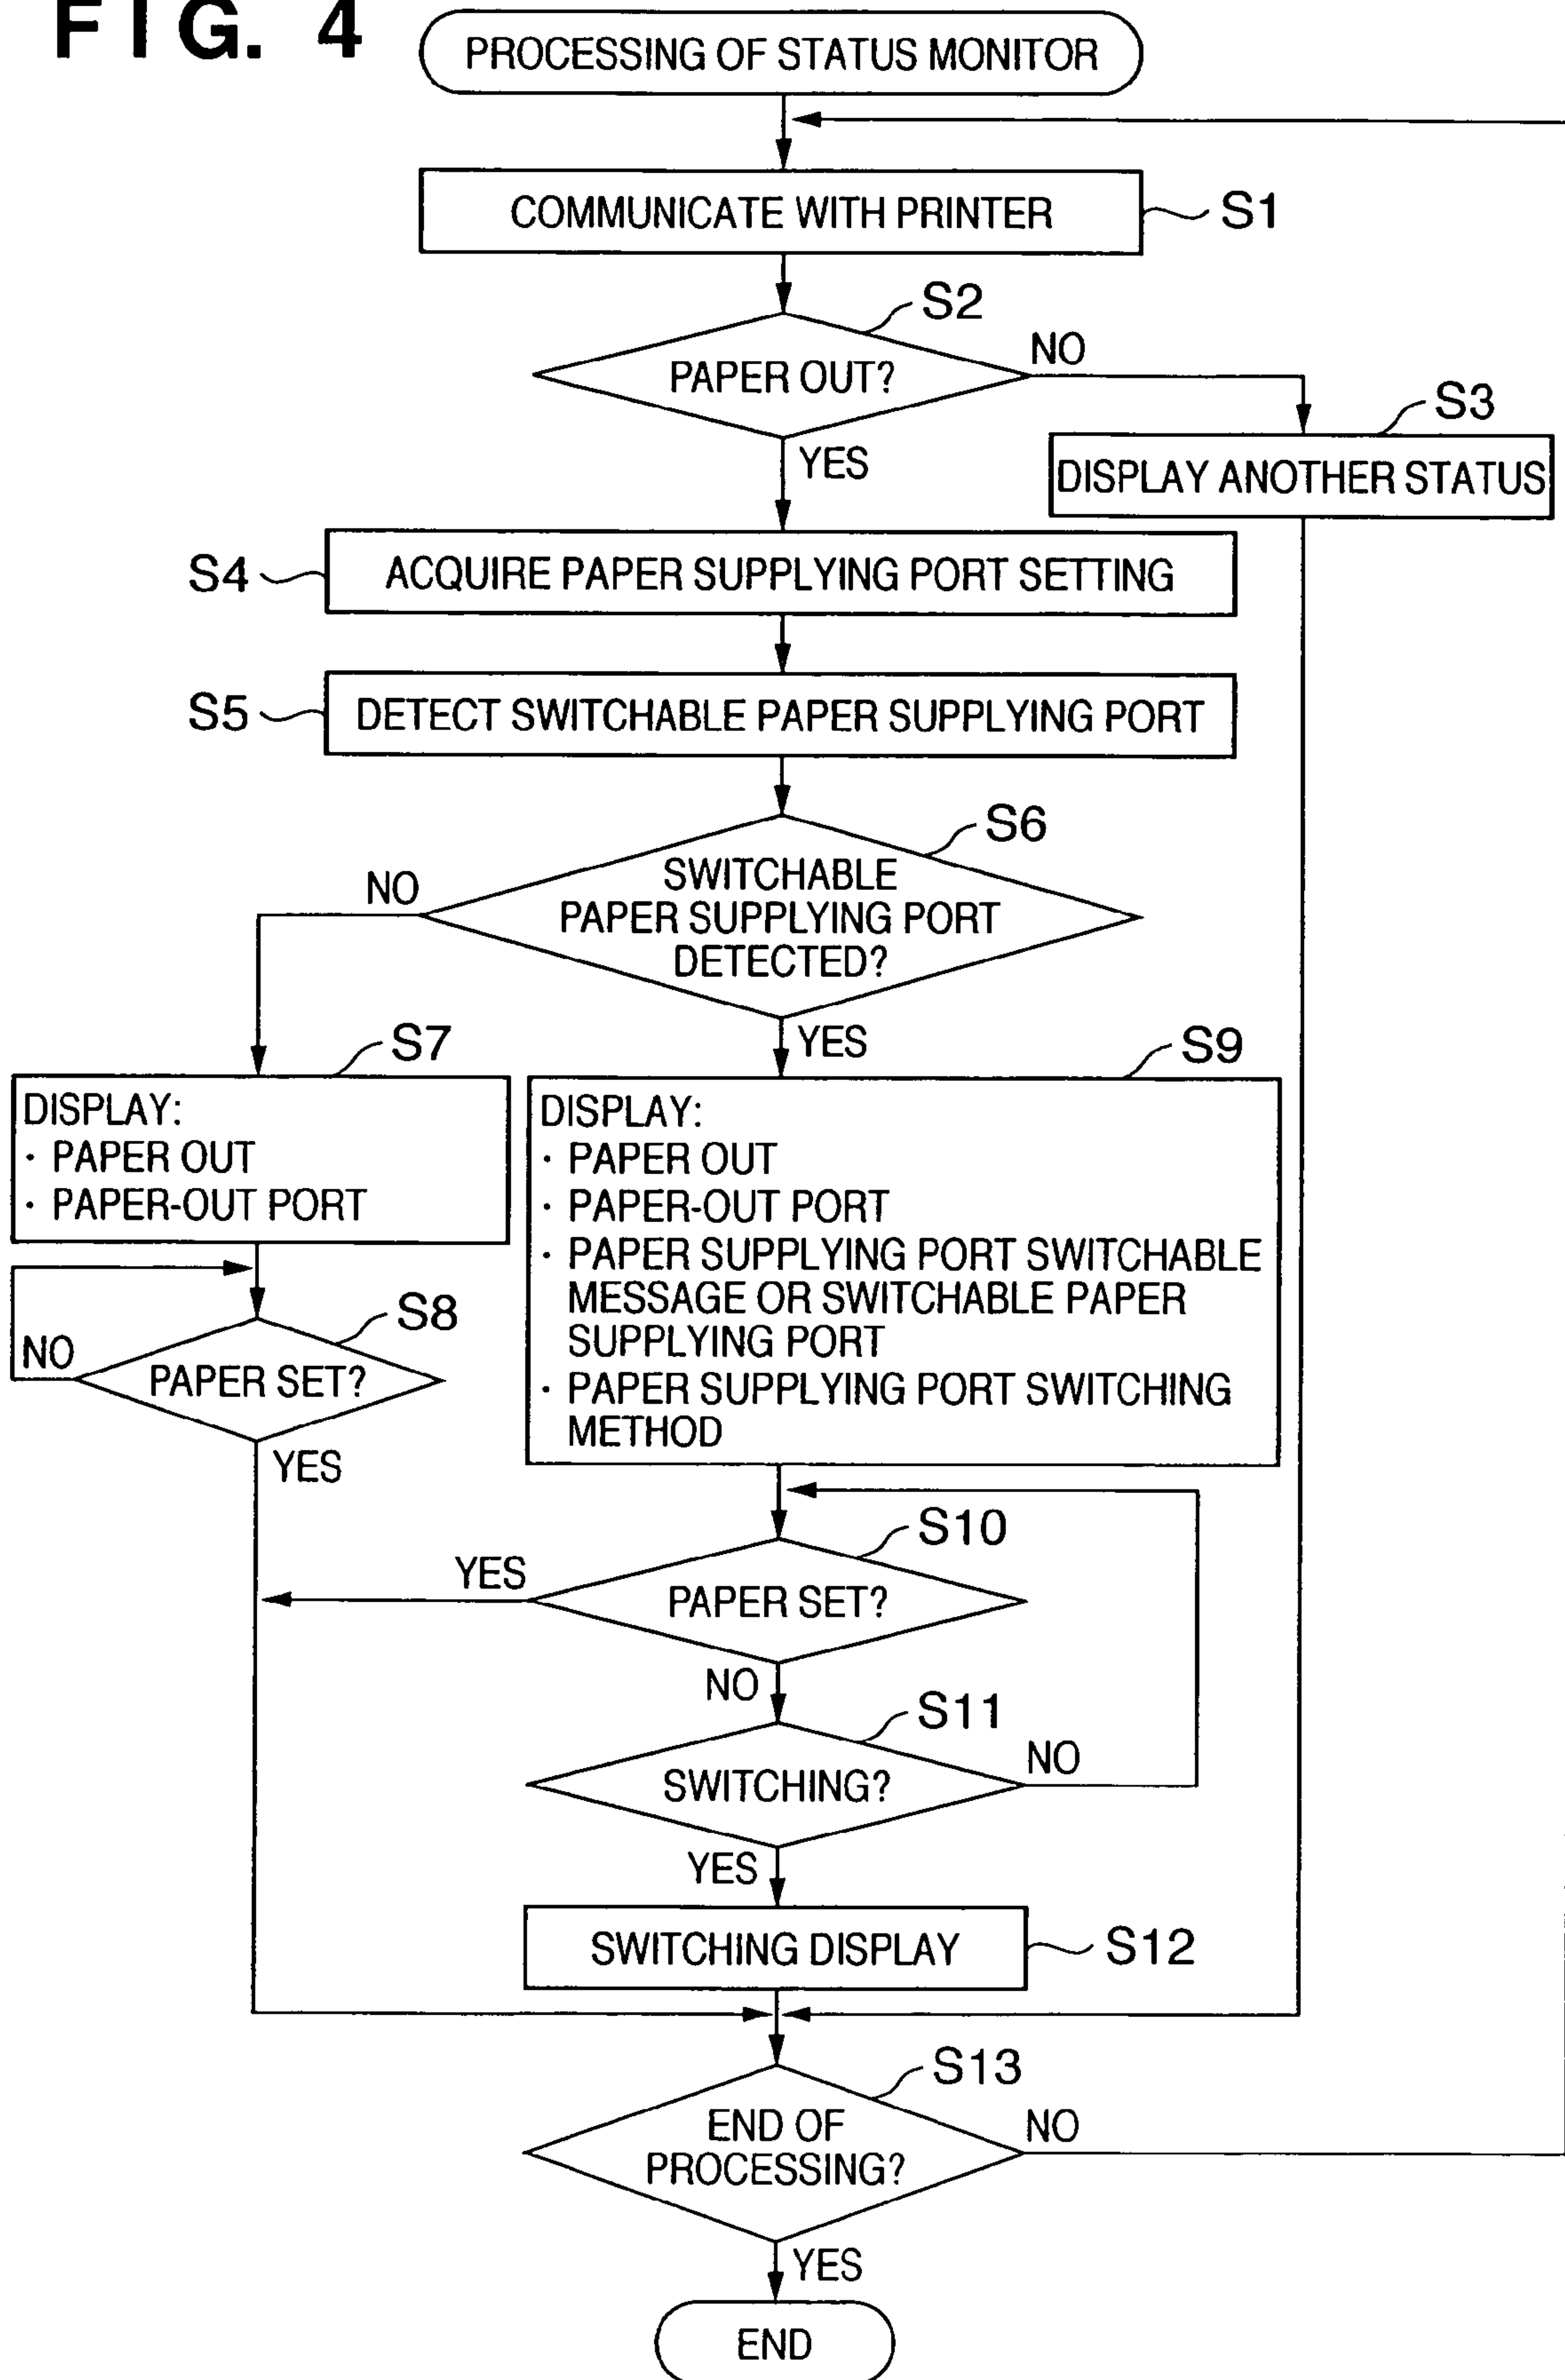 FIG. 4
PROCESSING OF STATUS MONITOR
COMMUNICATE WITH PRINTER
S1
S2
PAPER OUT?
NO
YES
S3
DISPLAY ANOTHER STATUS
S4
ACQUIRE PAPER SUPPLYING PORT SETTING
S5
DETECT SWITCHABLE PAPER SUPPLYING PORT
S6
SWITCHABLE
PAPER SUPPLYING PORT
DETECTED?
NO
YES
S7
DISPLAY:
· PAPER OUT
· PAPER-OUT PORT
S8
PAPER SET?
NO
YES
S9
DISPLAY:
· PAPER OUT
· PAPER-OUT PORT
· PAPER SUPPLYING PORT SWITCHABLE
MESSAGE OR SWITCHABLE PAPER
SUPPLYING PORT
· PAPER SUPPLYING PORT SWITCHING
METHOD
S10
YES
PAPER SET?
NO
S11
SWITCHING?
NO
YES
SWITCHING DISPLAY
S12
S13
END OF
PROCESSING?
NO
YES
END